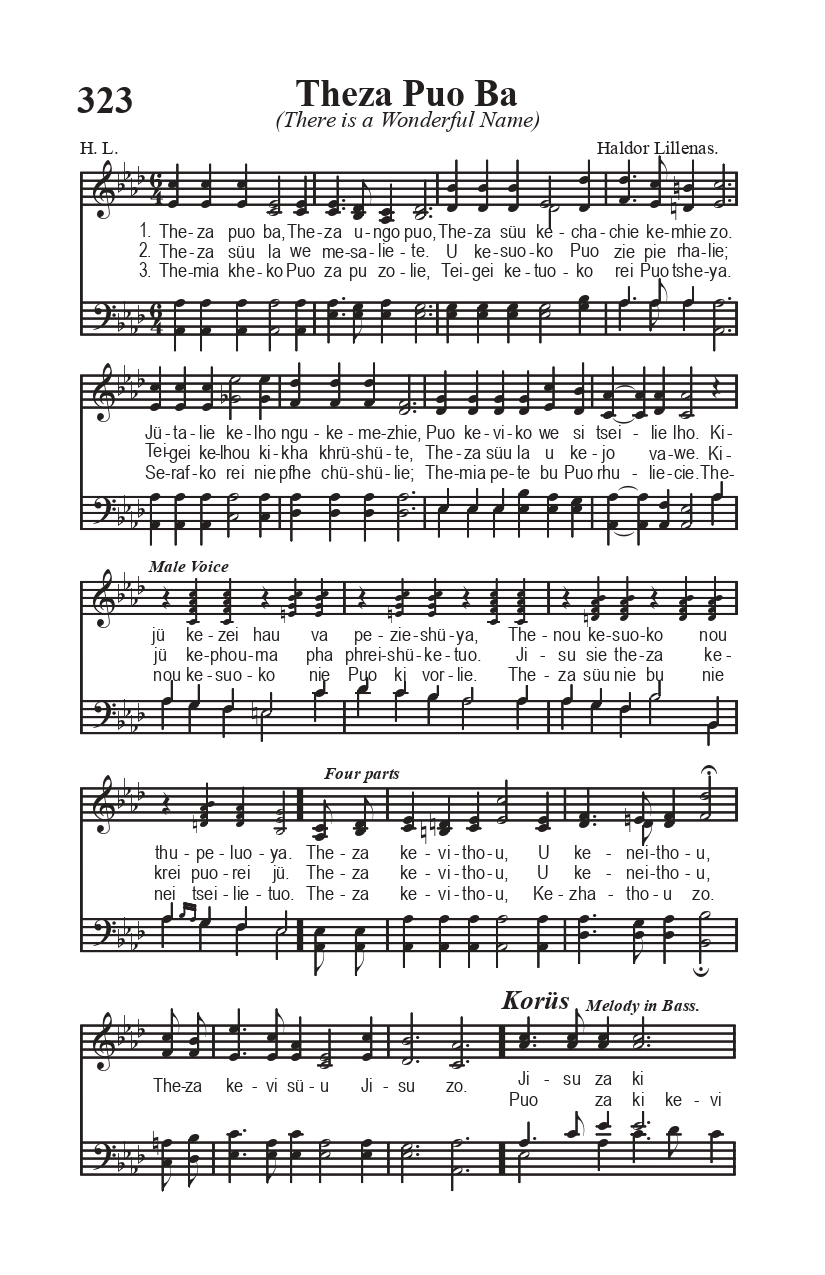 323
Theza Puo Ba
(There is a Wonderful Name)
H. L.
Haldor Lillenas.
6 4
1. The-za puo ba, The-za u-ngo puo, The-za süu ke-cha-chie ke-mhie zo.
2. The-za süu la we me-sa-lie-te. U ke-suo-ko Puo zie pie rha-lie;
3. The-mia khe-ko Puo za pu zo-lie, Tei-gei ke-tuo-ko rei Puo tshe-ya.
6 4
Jü-ta-lie ke-lho ngu-ke-me-zhie, Puo ke-vi-ko we si tsei-lie lho. Ki-
Tei-gei ke-lhou ki-kha khrü-shü-te, The-za süu la u ke-jo va-we. Ki-
Se-raf-ko rei nie pfhe chü-shü-lie; The-mia pe-te bu Puo rhu-lie-cie. The-
Male Voice
jü ke-zei hau va pe-zie-shü-ya, The-nou ke-suo-ko nou
jü ke-phou-ma pha phrei-shü-ke-tuo. Ji-su sie the-za ke-
nou ke-suo-ko nie Puo ki vor-lie. The-za süu nie bu nie
Four parts
thu-pe-luo-ya. The-za ke-vi-tho-u, U ke-nei-tho-u,
krei puo-rei jü. The-za ke-vi-tho-u, U ke-nei-tho-u,
nei tsei-lie-tuo. The-za ke-vi-tho-u, Ke-zha-tho-u zo.
Korüs Melody in Bass.
The-za ke-vi sü-u Ji-su zo. Ji-su za ki
Puo za ki ke-vi